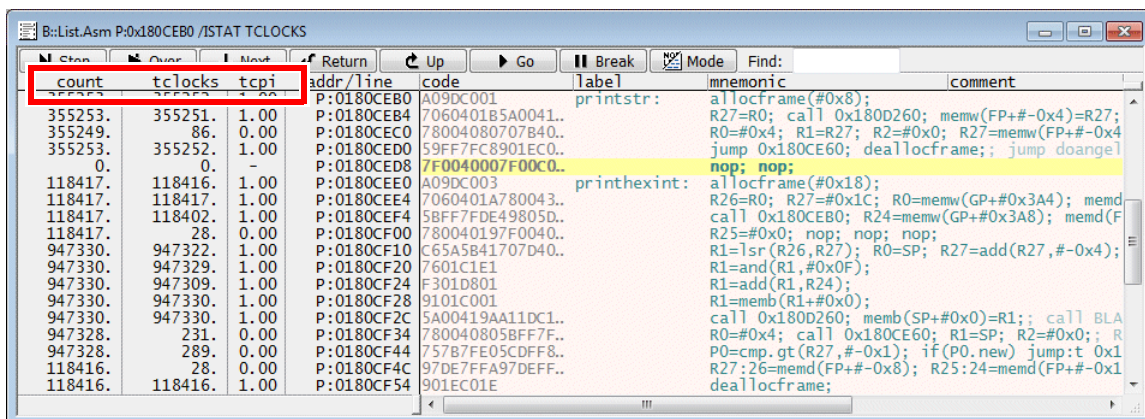 B::List.Asm P:0x180CEB0 /ISTAT TCLOCKS
Step Over Next Return Up Go Break Mode Find:
count tclocks tcpi addr/line code label mnemonic comment
355253. 355253. 1.00 P:0180CEB0 A09DC001 printstr: allocframe(#0x8);
355253. 355251. 1.00 P:0180CEB4 7060401B5A0041.. R27=R0; call 0x180D260; memw(FP+#-0x4)=R27;
355249. 86. 0.00 P:0180CEC0 78004080707B40.. R0=#0x4; R1=R27; R2=#0x0; R27=memw(FP+#-0x4
355253. 355252. 1.00 P:0180CED0 59FF7FC8901EC0.. jump 0x180CE60; deallocframe;; jump doangel
0. 0. - P:0180CED8 7F0040007F00C0.. nop; nop;
118417. 118416. 1.00 P:0180CEE0 A09DC003 printhexint: allocframe(#0x18);
118417. 118417. 1.00 P:0180CEE4 7060401A780043.. R26=R0; R27=#0x1C; R0=memw(GP+#0x3A4); memd
118417. 118402. 1.00 P:0180CEF4 5BFF7FDE49805D.. call 0x180CEB0; R24=memw(GP+#0x3A8); memd(F
118417. 28. 0.00 P:0180CF00 780040197F0040.. R25=#0x0; nop; nop; nop;
947330. 947322. 1.00 P:0180CF10 C65A5B41707D40.. R1=lsr(R26,R27); R0=SP; R27=add(R27,#-0x4);
947330. 947329. 1.00 P:0180CF20 7601C1E1 R1=and(R1,#0x0F);
947330. 947309. 1.00 P:0180CF24 F301D801 R1=add(R1,R24);
947330. 947330. 1.00 P:0180CF28 9101C001 R1=memb(R1+#0x0);
947330. 947330. 1.00 P:0180CF2C 5A00419AA11DC1.. call 0x180D260; memb(SP+#0x0)=R1;; call BLA
947328. 231. 0.00 P:0180CF34 780040805BFF7F.. R0=#0x4; call 0x180CE60; R1=SP; R2=#0x0;; R
947328. 289. 0.00 P:0180CF44 757B7FE05CDFF8.. P0=cmp.gt(R27,#-0x1); if(P0.new) jump:t 0x1
118416. 28. 0.00 P:0180CF4C 97DE7FFA97DEFF.. R27:26=memd(FP+#-0x8); R25:24=memd(FP+#-0x1
118416. 118416. 1.00 P:0180CF54 901EC01E deallocframe;